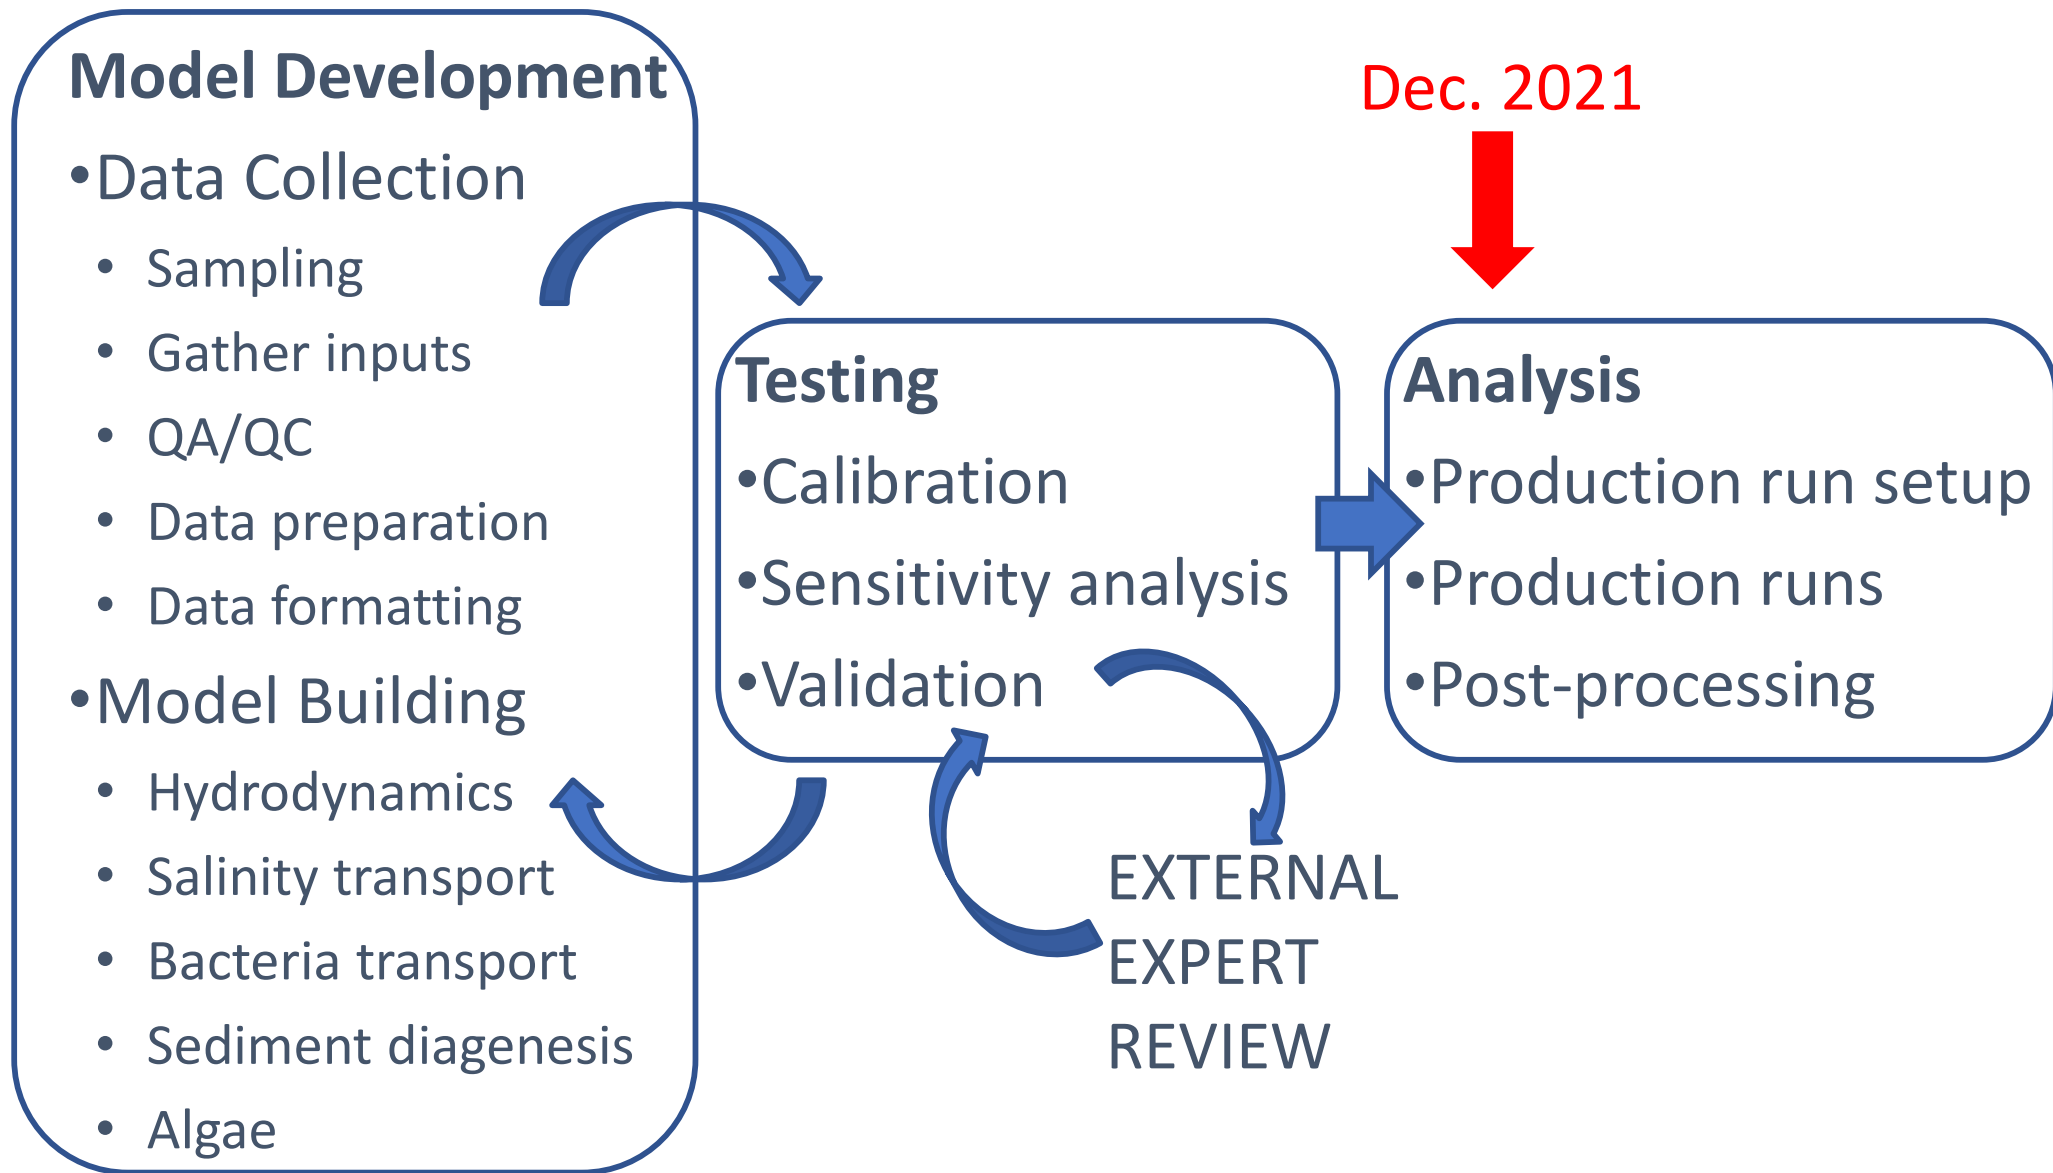 Model Development
•Data Collection
• Sampling
• Gather inputs
• QA/QC
• Data preparation
• Data formatting
•Model Building
• Hydrodynamics
• Salinity transport
• Bacteria transport
• Sediment diagenesis
• Algae
Testing
•Calibration
•Sensitivity analysis
•Validation
EXTERNAL
EXPERT
REVIEW
Dec. 2021
Analysis
•Production run setup
•Production runs
•Post-processing